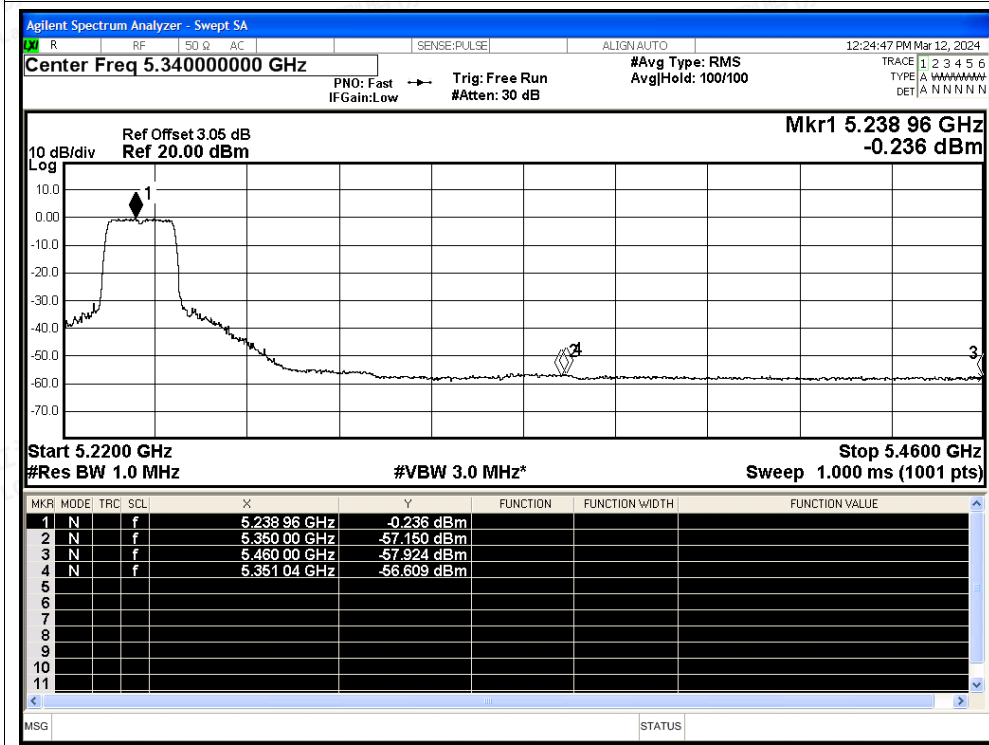 Agilent Spectrum Analyzer - Swept SA
LXI R RF 50 Ω AC SENSE:PULSE ALIGN AUTO 12:24:47 PM Mar 12, 2024
Center Freq 5.340000000 GHz #Avg Type: RMS TRACE 1 2 3 4 5 6
PNO: Fast Trig: Free Run Avg|Hold: 100/100 TYPE A WWWWW
IFGain:Low #Atten: 30 dB DET A N N N N N
Mkr1 5.238 96 GHz
Ref Offset 3.05 dB
10 dB/div Ref 20.00 dBm -0.236 dBm
Log
10.0
0.00
-10.0
-20.0
-30.0
-40.0
-50.0
-60.0
-70.0
1
2 4
3
Start 5.2200 GHz Stop 5.4600 GHz
#Res BW 1.0 MHz #VBW 3.0 MHz* Sweep 1.000 ms (1001 pts)
MKR MODE TRC SCL X Y FUNCTION FUNCTION WIDTH FUNCTION VALUE
1 N f 5.238 96 GHz -0.236 dBm
2 N f 5.350 00 GHz -57.150 dBm
3 N f 5.460 00 GHz -57.924 dBm
4 N f 5.351 04 GHz -56.609 dBm
5
6
7
8
9
10
11
MSG STATUS